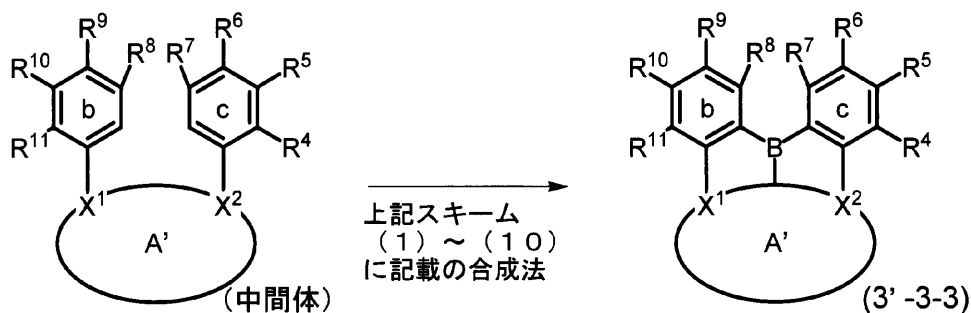 R⁹ R⁶ R⁹ R⁶
R¹⁰ R⁸ R⁷ R⁵ R¹⁰ R⁸ R⁷ R⁵
b c b c
R¹¹ R⁴ R¹¹ B R⁴
X¹ X² X¹ X²
A' A'
上記スキーム
(1)～(10)
に記載の合成法
(中間体)
(3' -3-3)